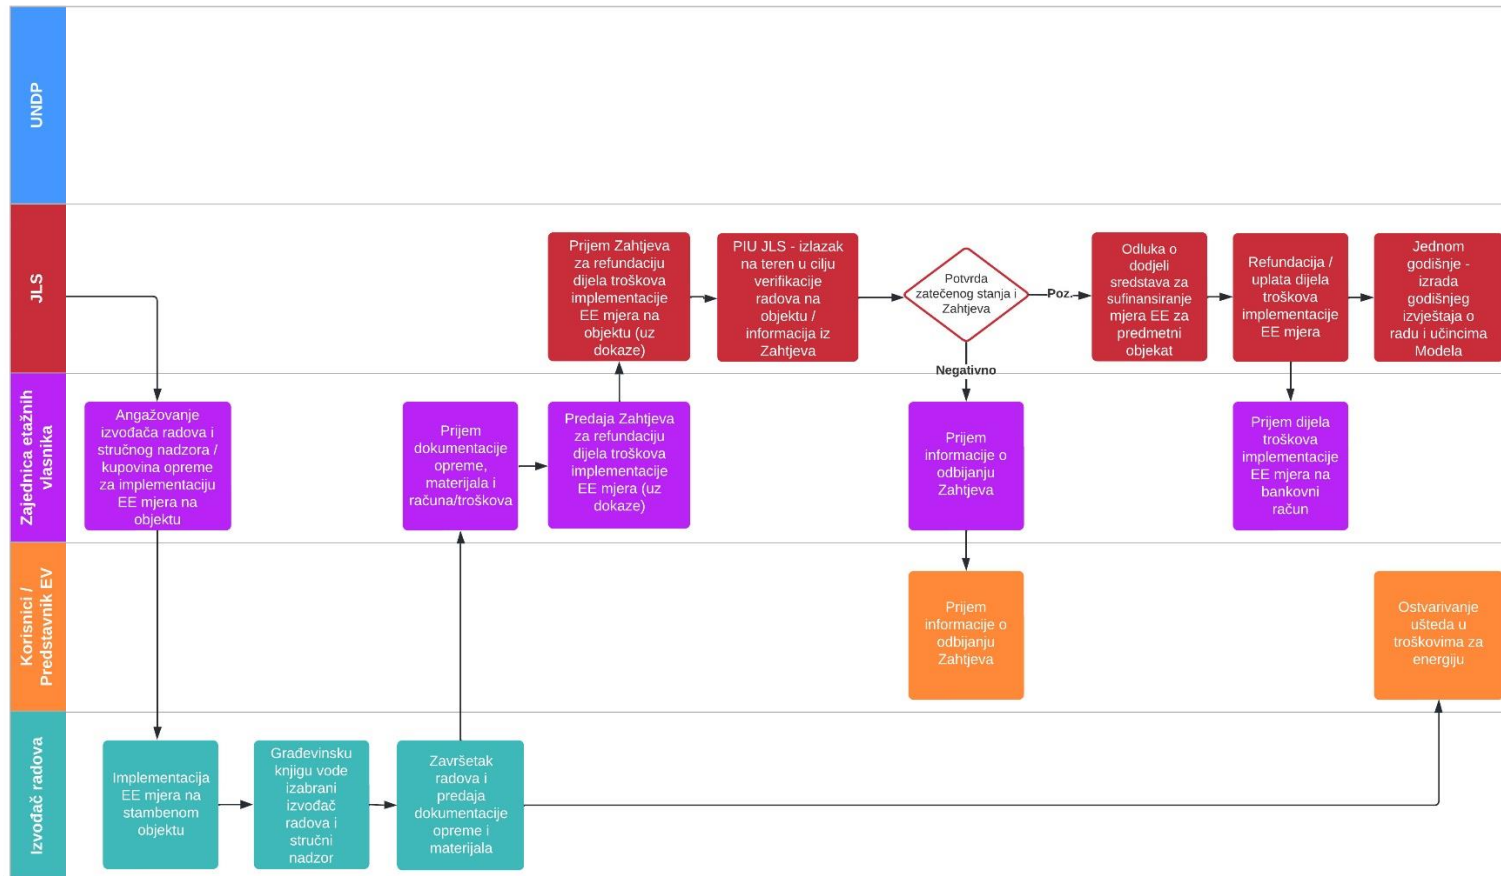 UNDP
JLS
Prijem Zahtjeva
za refundaciju
dijela troškova
implementacije
EE mjera na
objektu (uz
dokaze)
PIU JLS - izlazak
na teren u cilju
verifikacije
radova na
objektu /
informacija iz
Zahtjeva
Potvrda
zatečenog stanja i
Zahtjeva
Poz.
Negativno
Odluka o
dodjeli
sredstava za
sufinansiranje
mjera EE za
predmetni
objekat
Refundacija /
uplata dijela
troškova
implementacije
EE mjera
Jednom
godišnje -
izrada
godišnjeg
izvještaja o
radu i učincima
Modela
Zajednica etažnih
vlasnika
Angažovanje
izvođača radova i
stručnog nadzora /
kupovina opreme
za implementaciju
EE mjera na
objektu
Prijem
dokumentacije
opreme,
materijala i
računa/troškova
Predaja Zahtjeva
za refundaciju
dijela troškova
implementacije
EE mjera (uz
dokaze)
Prijem
informacije o
odbijanju
Zahtjeva
Prijem dijela
troškova
implementacije
EE mjera na
bankovni
račun
Korisnici /
Predstavnik EV
Prijem
informacije o
odbijanju
Zahtjeva
Ostvarivanje
ušteda u
troškovima za
energiju
Izvođač radova
Implementacija
EE mjera na
stambenom
objektu
Građevinsku
knjigu vode
izabrani
izvođač
radova i
stručni
nadzor
Završetak
radova i
predaja
dokumentacije
opreme i
materijala